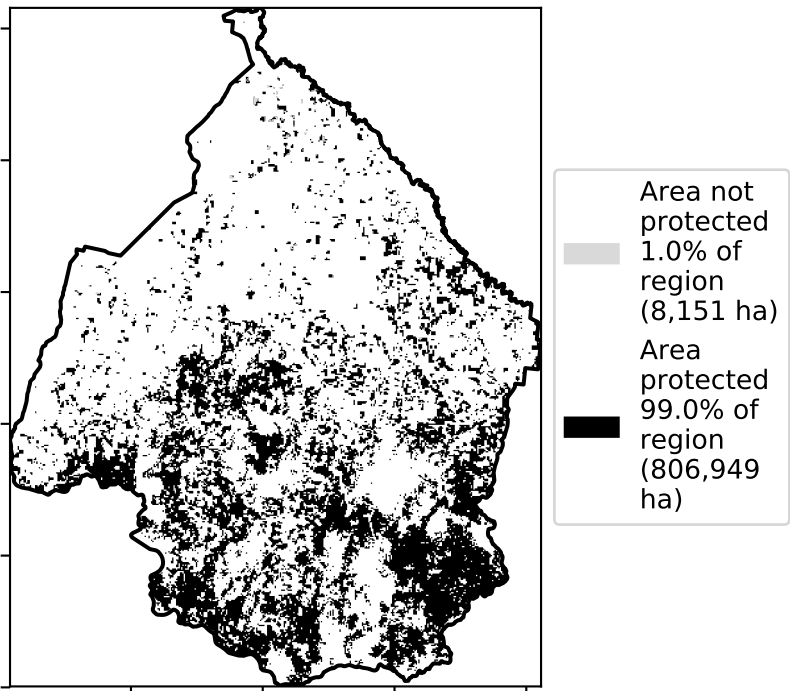 Area not
protected
1.0% of
region
(8,151 ha)
Area
protected
99.0% of
region
(806,949
ha)